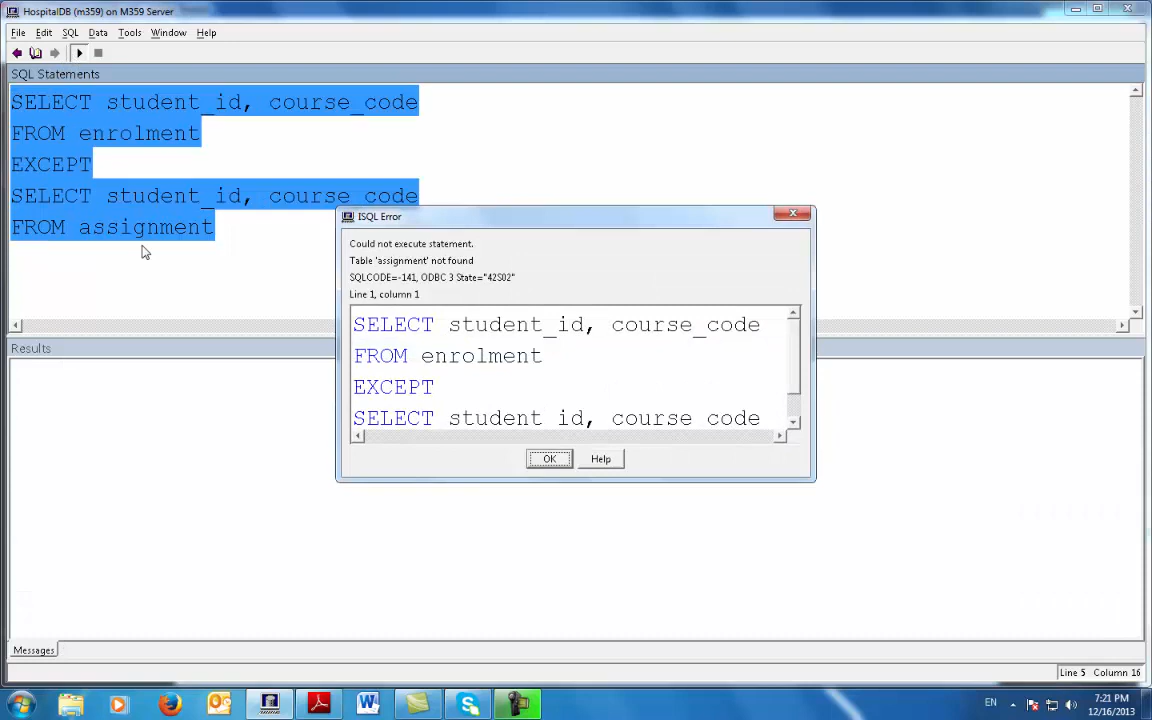 HospitalDB (m359) on M359 Server
File Edit SQL Data Tools Window Help
SQL Statements
SELECT student_id, course_code
FROM enrolment
EXCEPT
SELECT student_id, course_code
FROM assignment
ISQL Error
Could not execute statement.
Table 'assignment' not found
SQLCODE=-141, ODBC 3 State="42S02"
Line 1, column 1
SELECT student_id, course_code
FROM enrolment
EXCEPT
SELECT student_id, course_code
OK Help
Results
Messages
Line 5 Column 16
EN
7:21 PM
12/16/2013